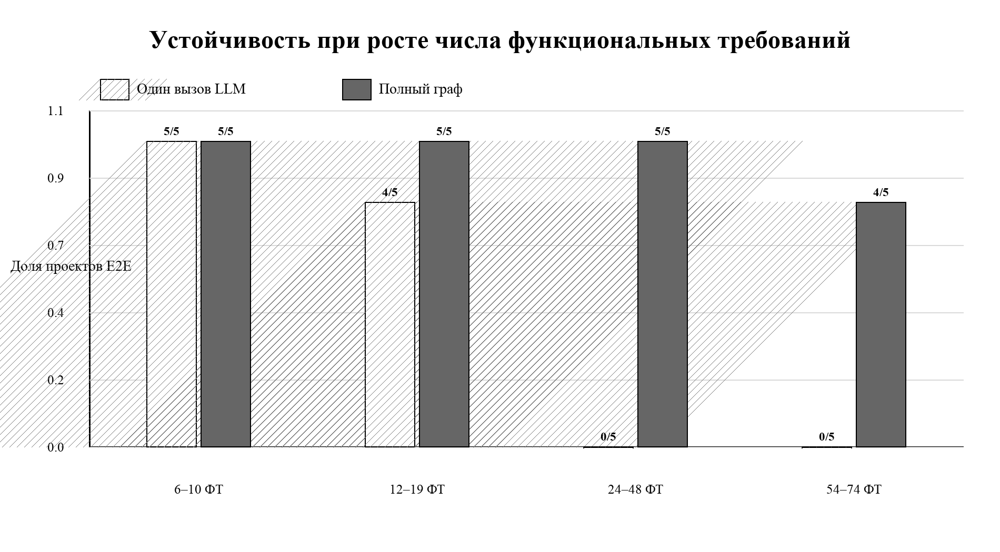 Устойчивость при росте числа функциональных требований
Один вызов LLM
Полный граф
1.1
5/5
5/5
5/5
5/5
0.9
4/5
4/5
0.7
Доля проектов E2E
0.4
0.2
0/5
0/5
0.0
6–10 ФТ
12–19 ФТ
24–48 ФТ
54–74 ФТ